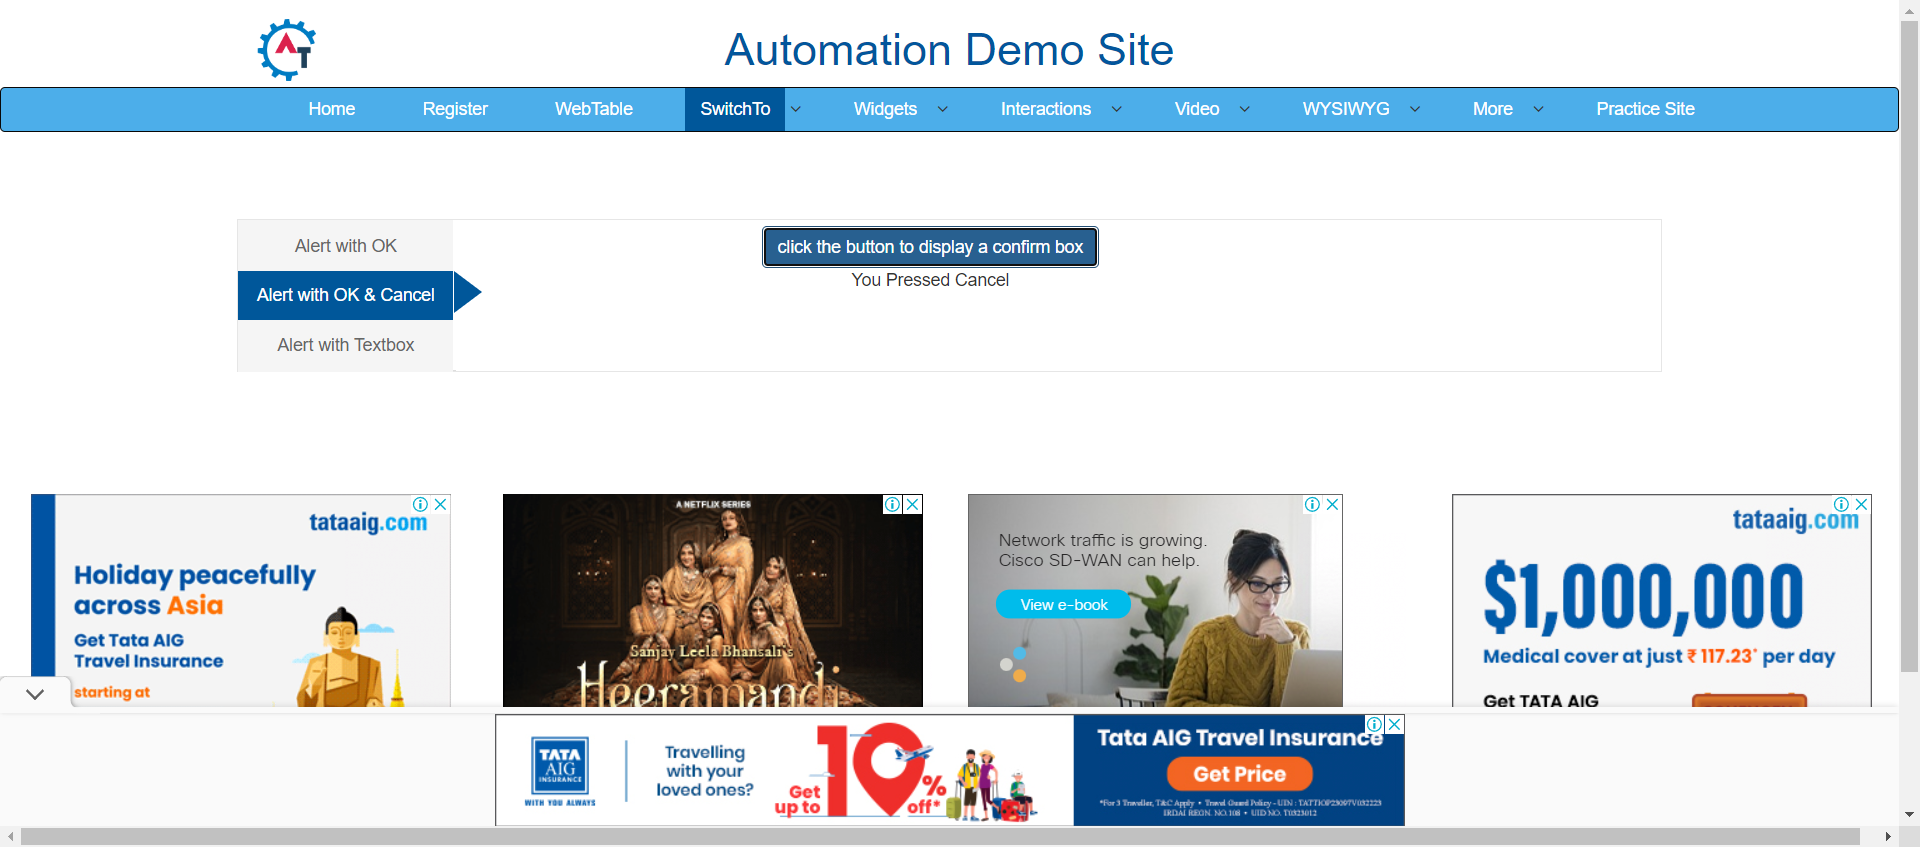 AT
Automation Demo Site
Home
Register
WebTable
SwitchTo
Widgets
Interactions
Video
WYSIWYG
More
Practice Site
Alert with OK
Alert with OK & Cancel
Alert with Textbox
click the button to display a confirm box
You Pressed Cancel
tataaig.com
Holiday peacefully
across Asia
Get Tata AIG
Travel Insurance
starting at
A NETFLIX SERIES
Sanjay Leela Bhansali's
Heeramandi
Network traffic is growing.
Cisco SD-WAN can help.
View e-book
tataaig.com
$1,000,000
Medical cover at just ₹ 117.23* per day
Get TATA AIG
TATA
AIG
INSURANCE
WITH YOU ALWAYS
Travelling
with your
loved ones?
Get
up to
10
%
off*
Tata AIG Travel Insurance
Get Price
*For 3 Traveller, T&C Apply • Travel Guard Policy - UIN : TATTIOP23097V032223
IRDAI REGN. NO.108 • UID NO. T0323012